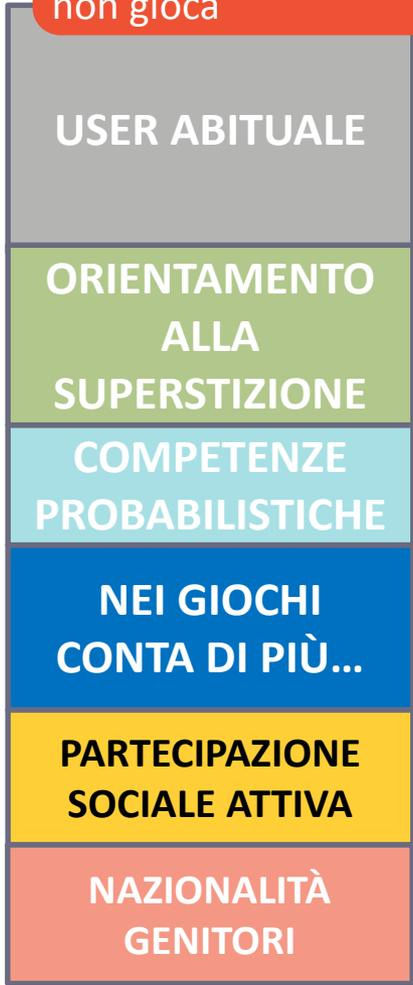 non gioca
USER ABITUALE
ORIENTAMENTO
ALLA
SUPERSTIZIONE
COMPETENZE
PROBABILISTICHE
NEI GIOCHI
CONTA DI PIÙ...
PARTECIPAZIONE
SOCIALE ATTIVA
NAZIONALITÀ
GENITORI